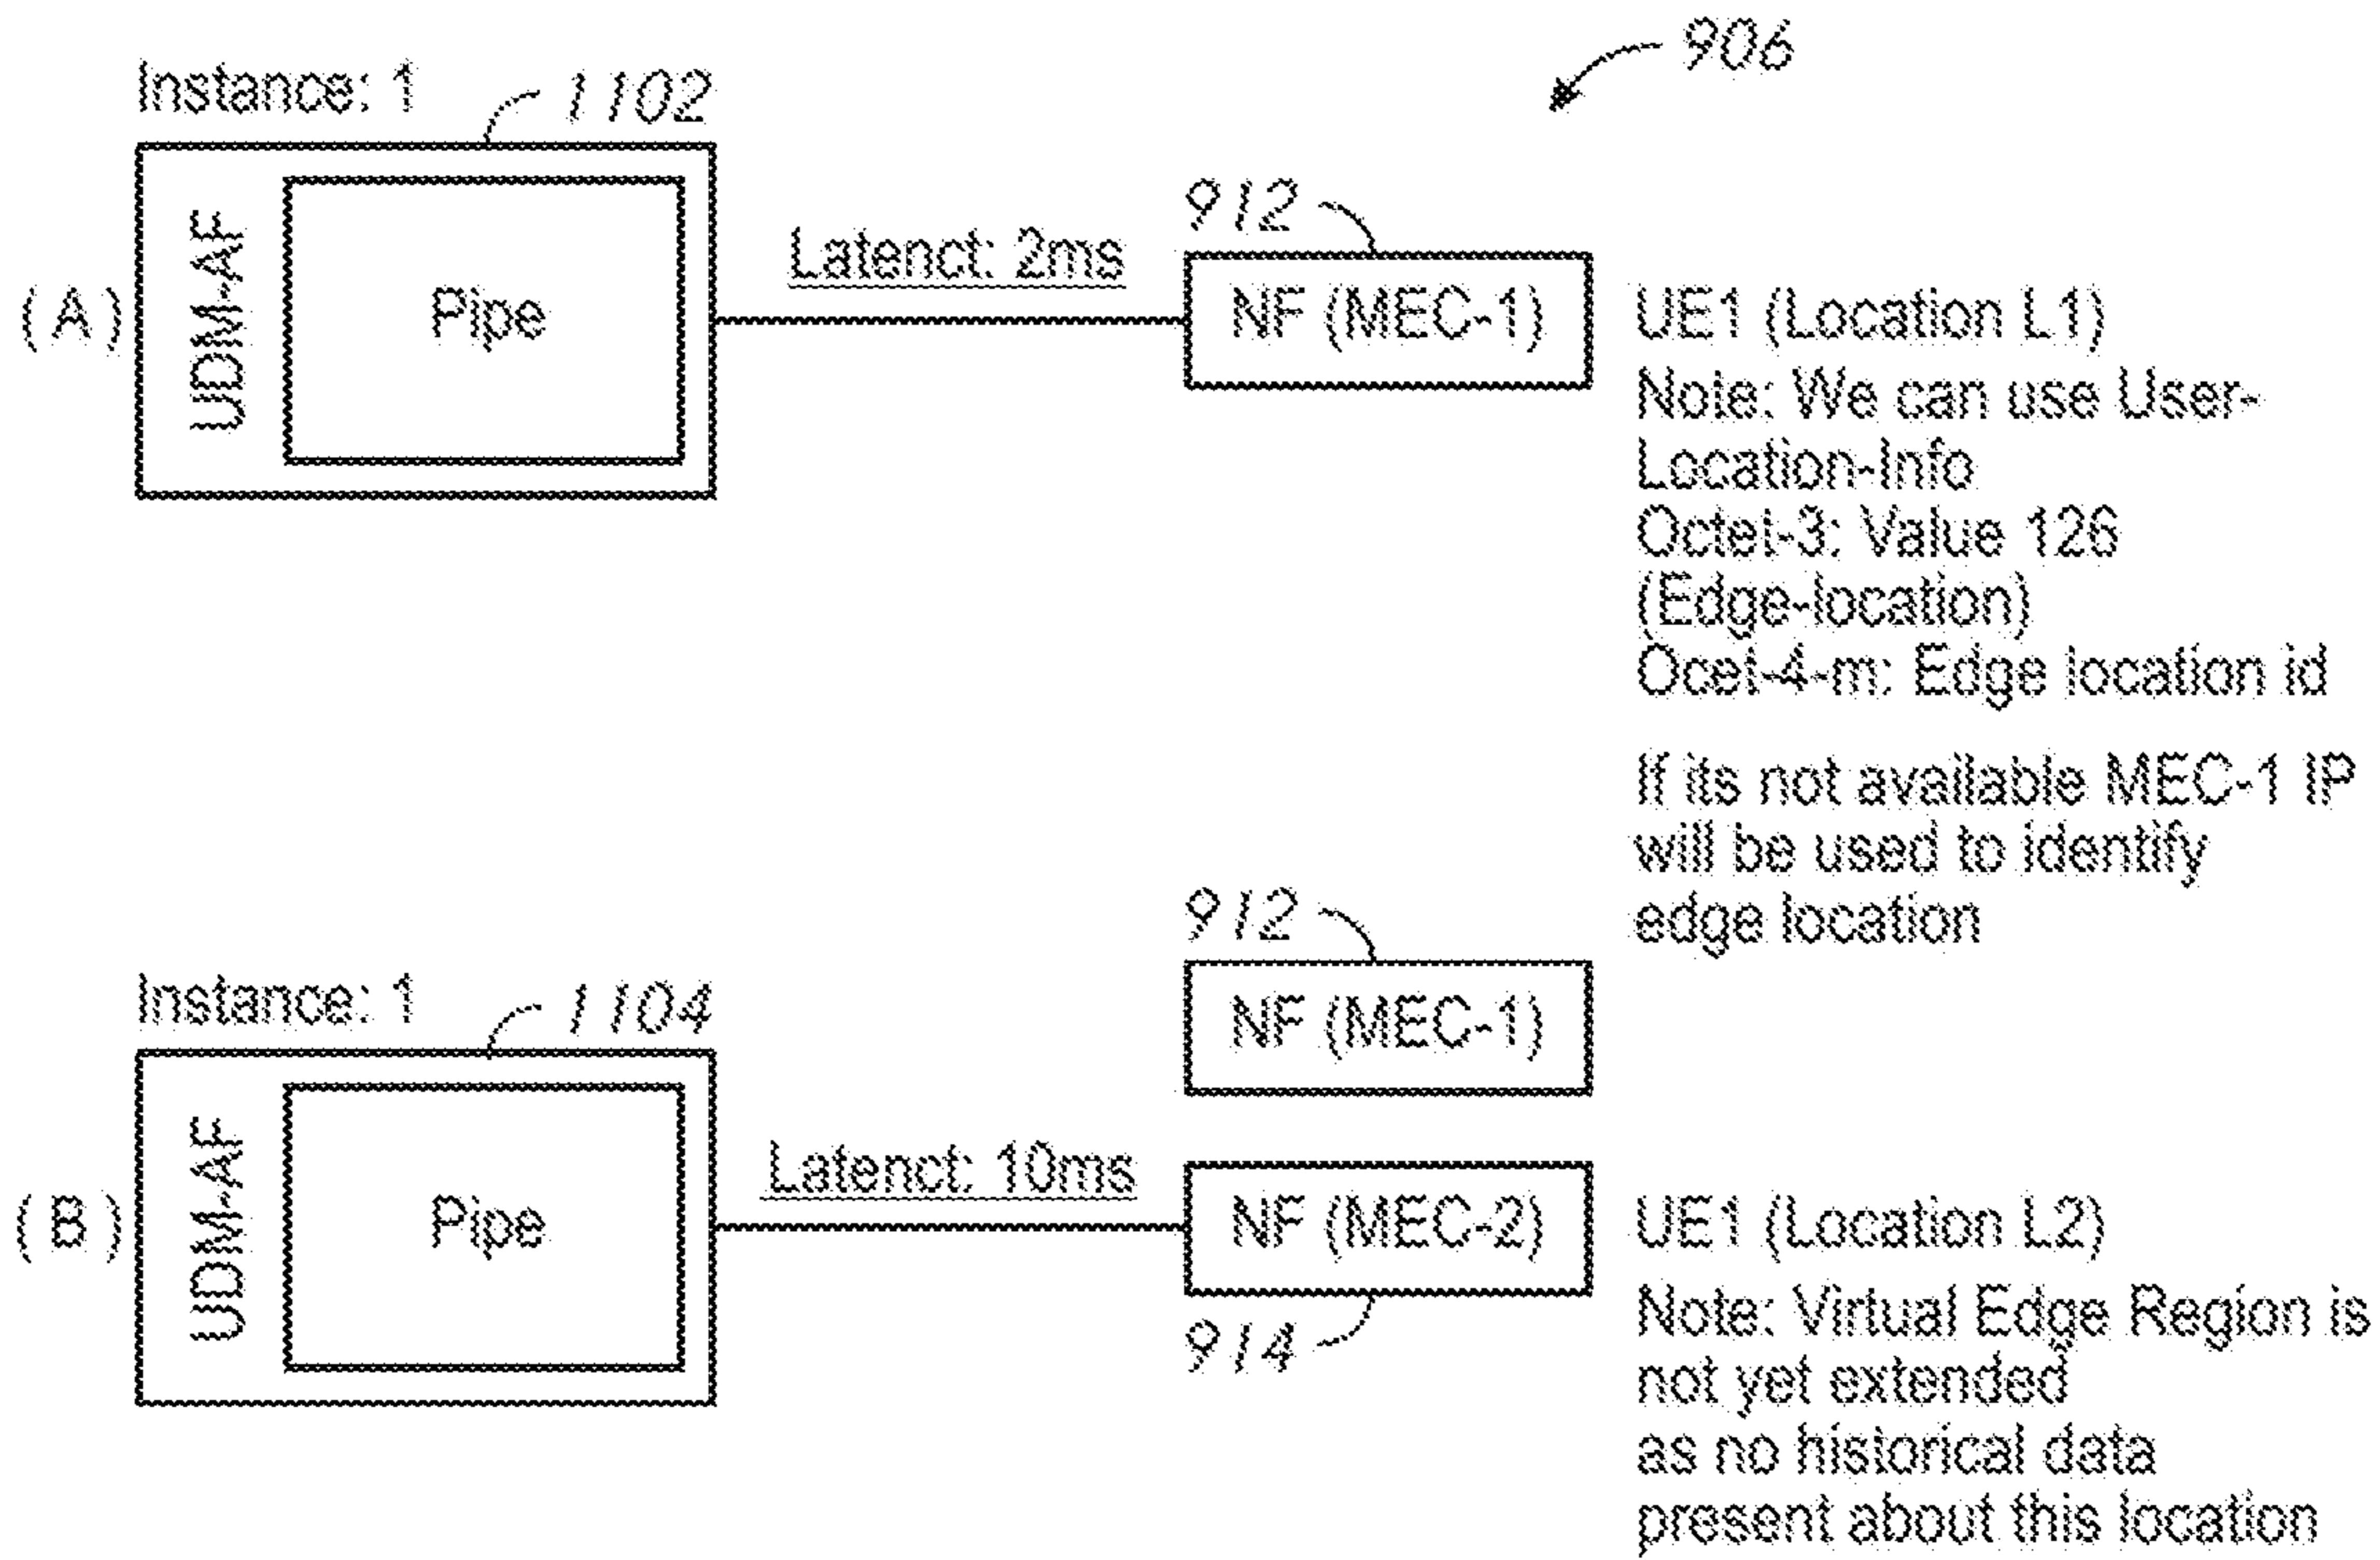 906
Instance: 1
1102
(A)
UDM-AF
Pipe
Latenct: 2ms
912
NF (MEC-1)
UE1 (Location L1)
Note: We can use User-
Location-Info
Octet-3: Value 126
(Edge-location)
Ocet-4-m: Edge location id
If its not available MEC-1 IP
will be used to identify
edge location
912
NF (MEC-1)
Instance: 1
1104
(B)
UDM-AF
Pipe
Latenct: 10ms
NF (MEC-2)
914
UE1 (Location L2)
Note: Virtual Edge Region is
not yet extended
as no historical data
present about this location